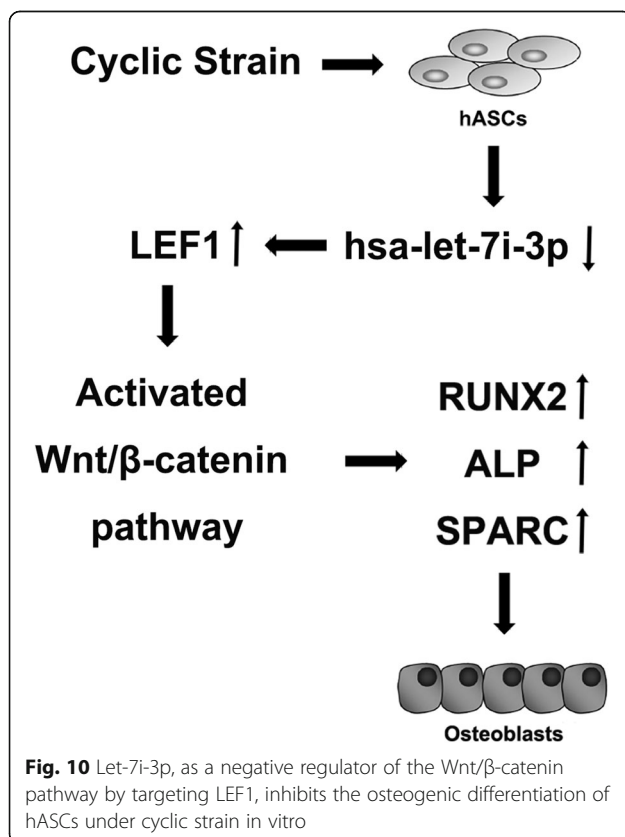 Cyclic Strain
hASCs
LEF1 hsa-let-7i-3p
Activated
Wnt/β-catenin
pathway
RUNX2
ALP
SPARC
Osteoblasts
Fig. 10 Let-7i-3p, as a negative regulator of the Wnt/β-catenin
pathway by targeting LEF1, inhibits the osteogenic differentiation of
hASCs under cyclic strain in vitro